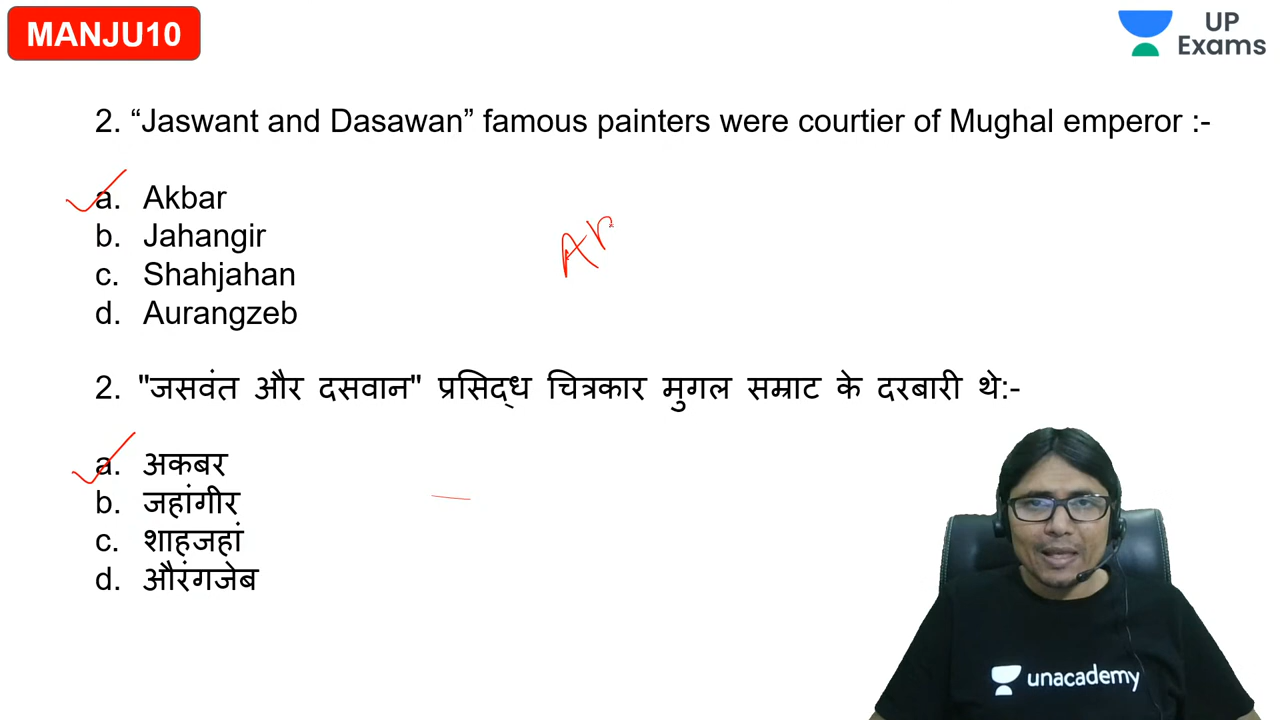 MANJU10
UP
Exams
2. “Jaswant and Dasawan” famous painters were courtier of Mughal emperor :-
a. Akbar
b. Jahangir
c. Shahjahan
d. Aurangzeb
2. "जसवंत और दसवान" प्रसिद्ध चित्रकार मुगल सम्राट के दरबारी थे:-
a. अकबर
b. जहांगीर
c. शाहजहां
d. औरंगजेब
unacademy